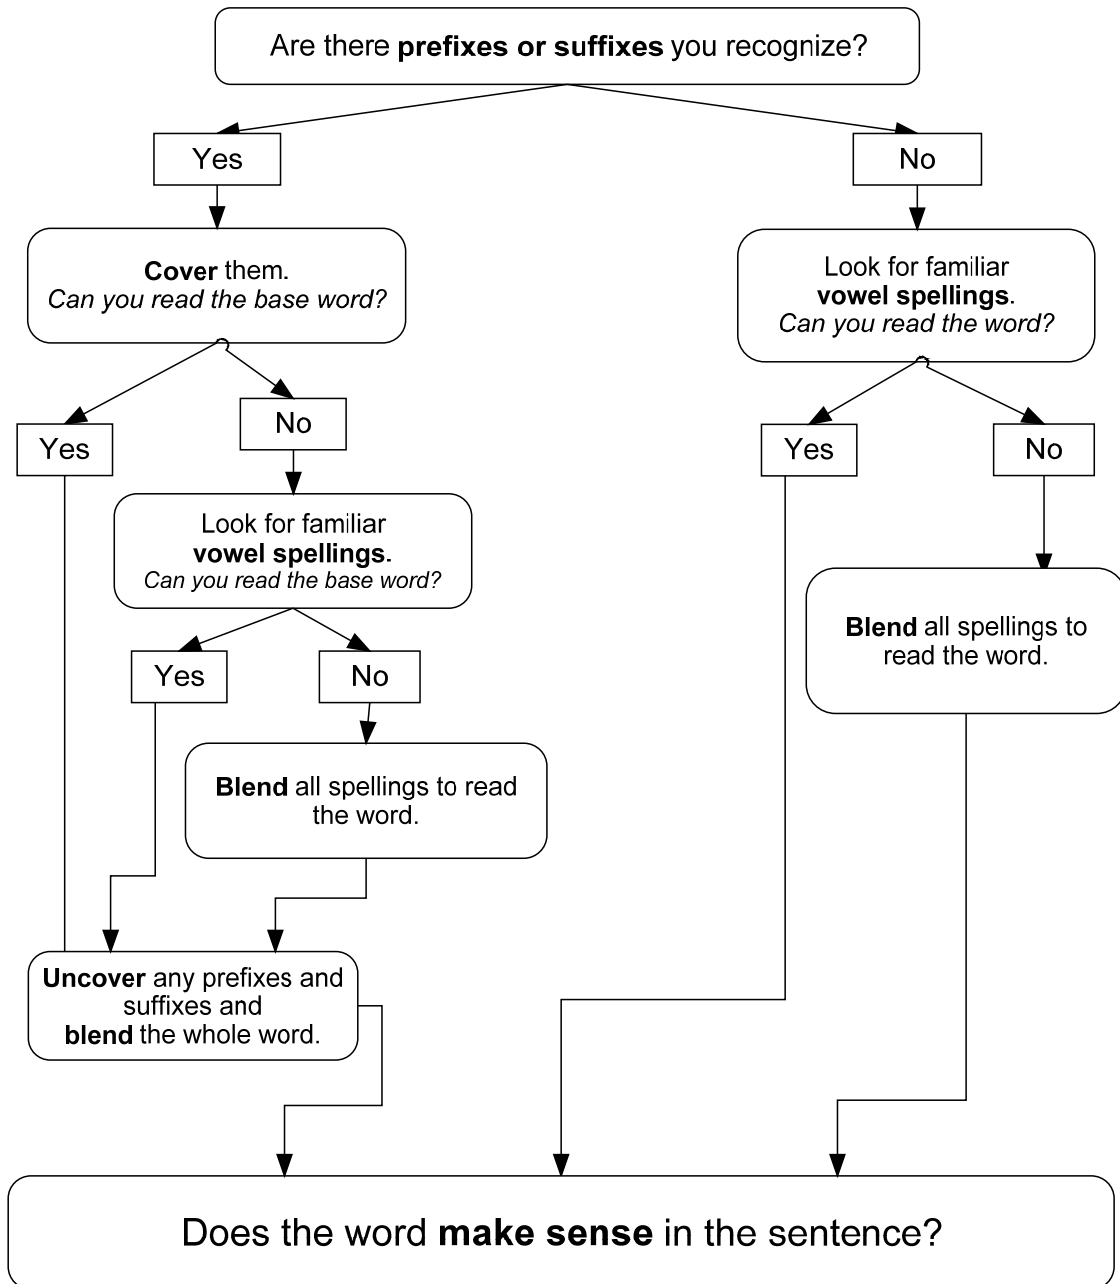 Are there prefixes or suffixes you recognize?
Yes
No
Cover them.
Can you read the base word?
Look for familiar
vowel spellings.
Can you read the word?
Yes
No
Yes
No
Look for familiar
vowel spellings.
Can you read the base word?
Blend all spellings to
read the word.
Yes
No
Blend all spellings to read
the word.
Uncover any prefixes and
suffixes and
blend the whole word.
Does the word make sense in the sentence?